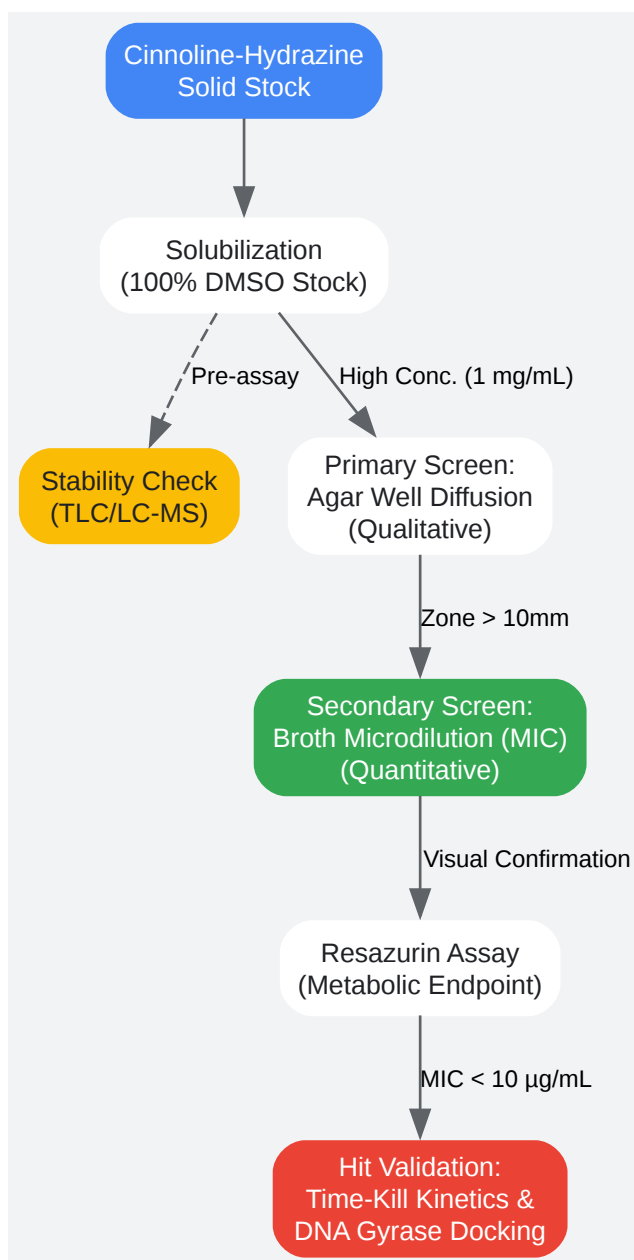 Cinnoline-Hydrazine
Solid Stock
Solubilization
(100% DMSO Stock)
Pre-assay
High Conc. (1 mg/mL)
Stability Check
(TLC/LC-MS)
Primary Screen:
Agar Well Diffusion
(Qualitative)
Zone > 10mm
Secondary Screen:
Broth Microdilution (MIC)
(Quantitative)
Visual Confirmation
Resazurin Assay
(Metabolic Endpoint)
MIC < 10 µg/mL
Hit Validation:
Time-Kill Kinetics &
DNA Gyrase Docking